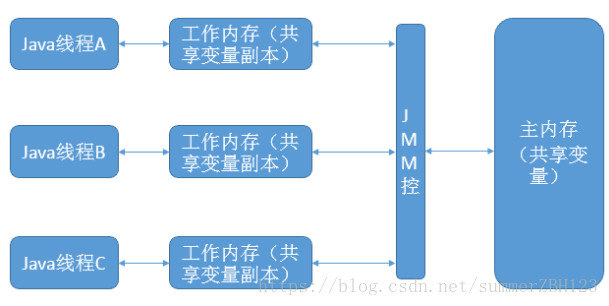 Java线程A
工作内存（共
享变量副本）
Java线程B
工作内存（共
享变量副本）
Java线程C
工作内存（共
享变量副本）
J
M
M
控
主内存
（共享变
量）
https://blog.csdn.net/summerZBH123